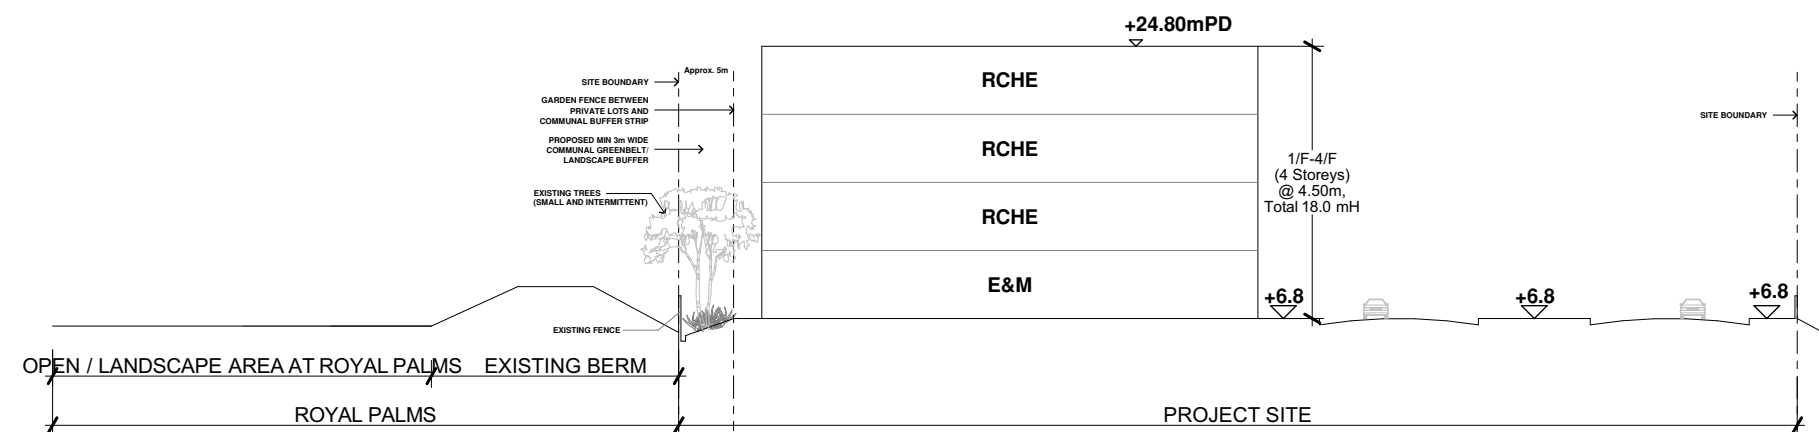 +24.80mPD
Approx. 5m
SITE BOUNDARY
GARDEN FENCE BETWEEN
PRIVATE LOTS AND
COMMUNAL BUFFER STRIP
PROPOSED MIN 3m WIDE
COMMUNAL GREENBELT/
LANDSCAPE BUFFER
EXISTING TREES
(SMALL AND INTERMITTENT)
EXISTING FENCE
RCHE
RCHE
RCHE
E&M
1/F-4/F
(4 Storeys)
@ 4.50m,
Total 18.0 mH
SITE BOUNDARY
+6.8
+6.8
+6.8
OPEN / LANDSCAPE AREA AT ROYAL PALMS
EXISTING BERM
ROYAL PALMS
PROJECT SITE